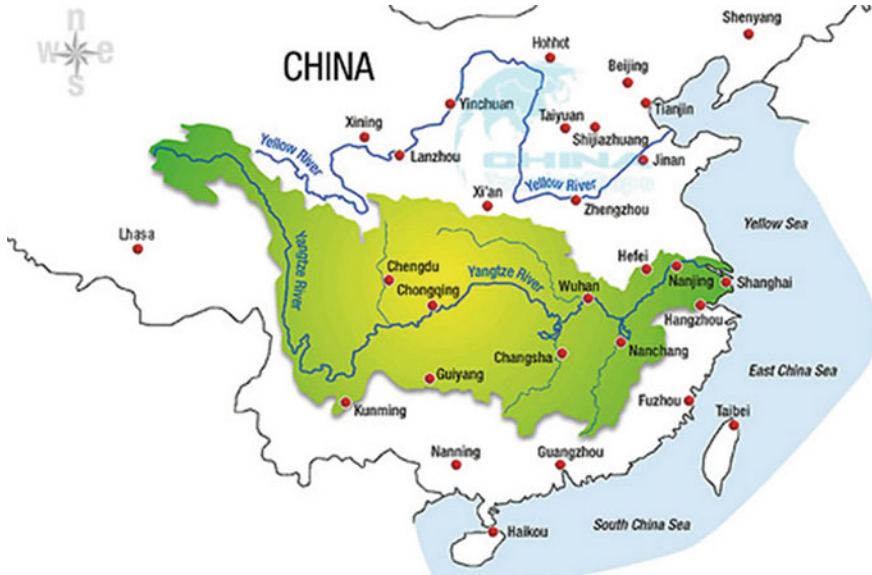 n
w e
s
CHINA
Shenyang
Hohhot
Beijing
Tianjin
Yinchuan
Taiyuan
Shijiazhuang
Xining
Lanzhou
Yellow River
CHINA
Jinan
Yellow River
Xi'an
Zhengzhou
Yellow Sea
Lhasa
Yangtze River
Hefei
Chengdu
Yangtze River
Nanjing
Shanghai
Chongqing
Wuhan
Hangzhou
Changsha
Nanchang
Guiyang
East China Sea
Kunming
Fuzhou
Taibei
Nanning
Guangzhou
South China Sea
Haikou